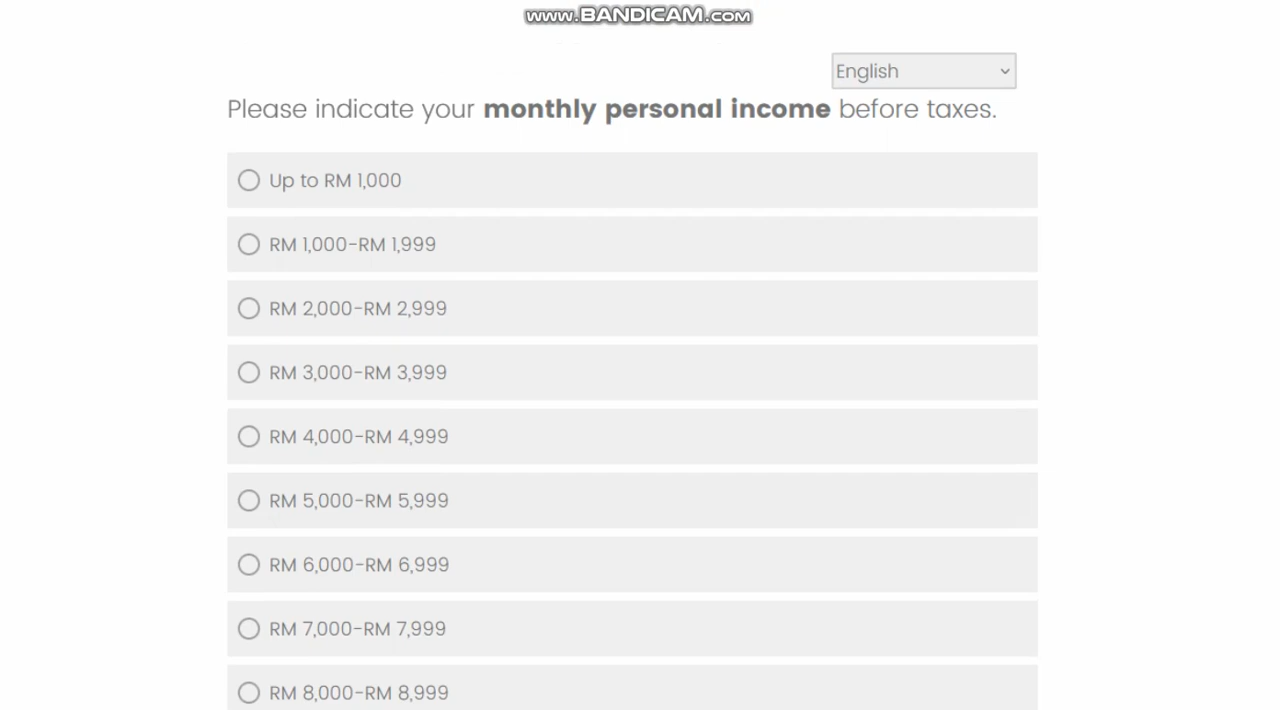 www.BANDICAM.com
English
Please indicate your monthly personal income before taxes.
Up to RM 1,000
RM 1,000-RM 1,999
RM 2,000-RM 2,999
RM 3,000-RM 3,999
RM 4,000-RM 4,999
RM 5,000-RM 5,999
RM 6,000-RM 6,999
RM 7,000-RM 7,999
RM 8,000-RM 8,999